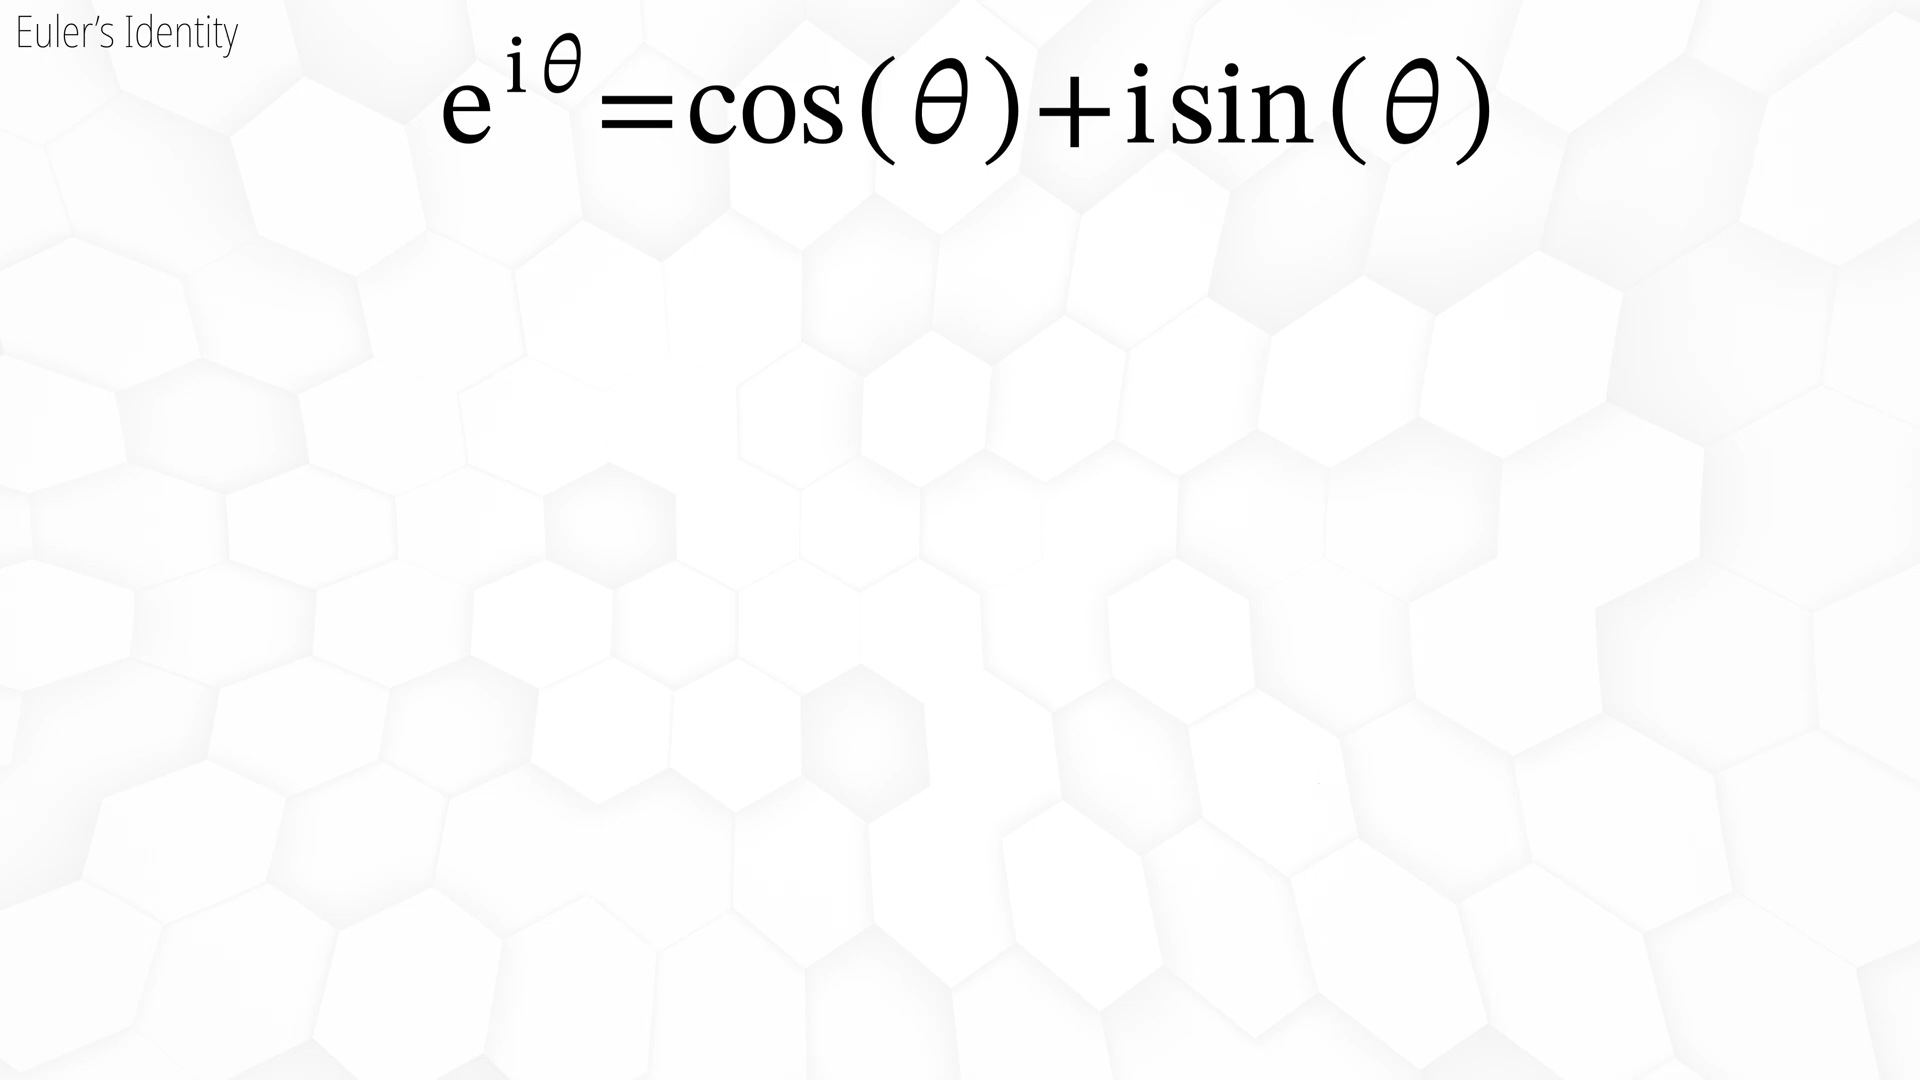 Euler’s Identity
e^{iθ}=cos(θ)+isin(θ)